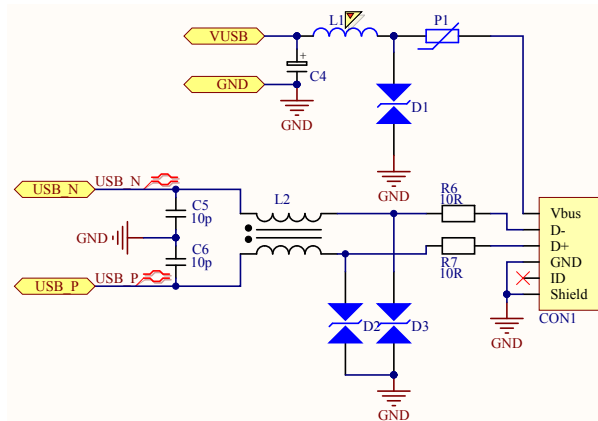 L1
P1
VUSB
+
C4
GND
GND
D1
GND
USB_N
USB_N
C5
10p
L2
R6
10R
Vbus
D-
D+
GND
ID
Shield
CON1
GND
C6
10p
USB_P
USB_P
R7
10R
D2
D3
GND
GND